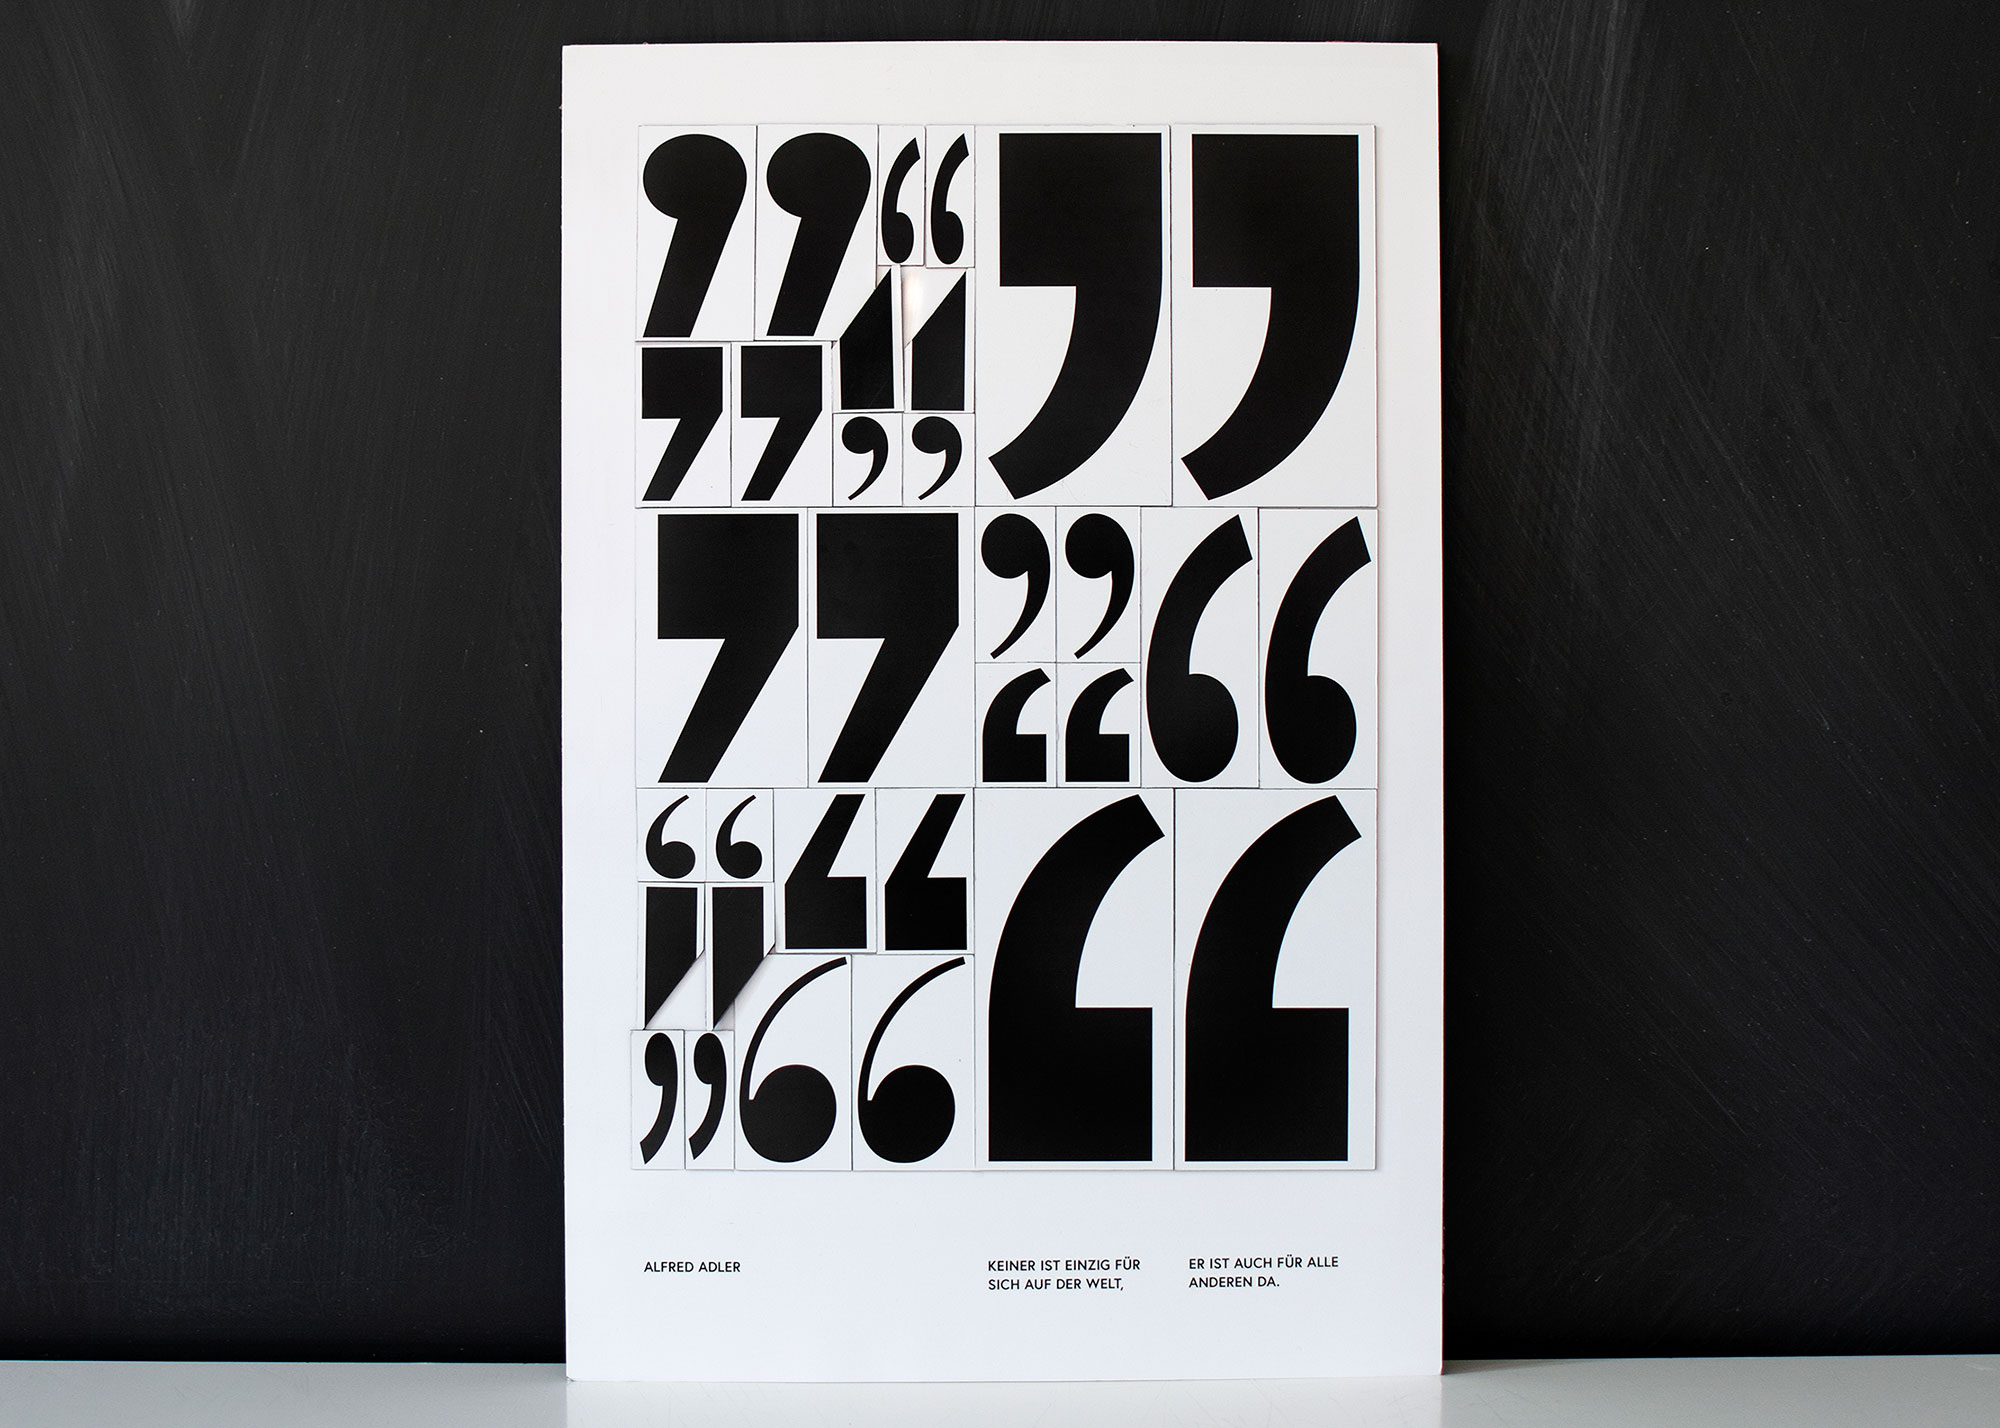 ”“”
”“
”
”””“
“
““““
”
”“
ALFRED ADLER
KEINER IST EINZIG FÜR
SICH AUF DER WELT,
ER IST AUCH FÜR ALLE
ANDEREN DA.